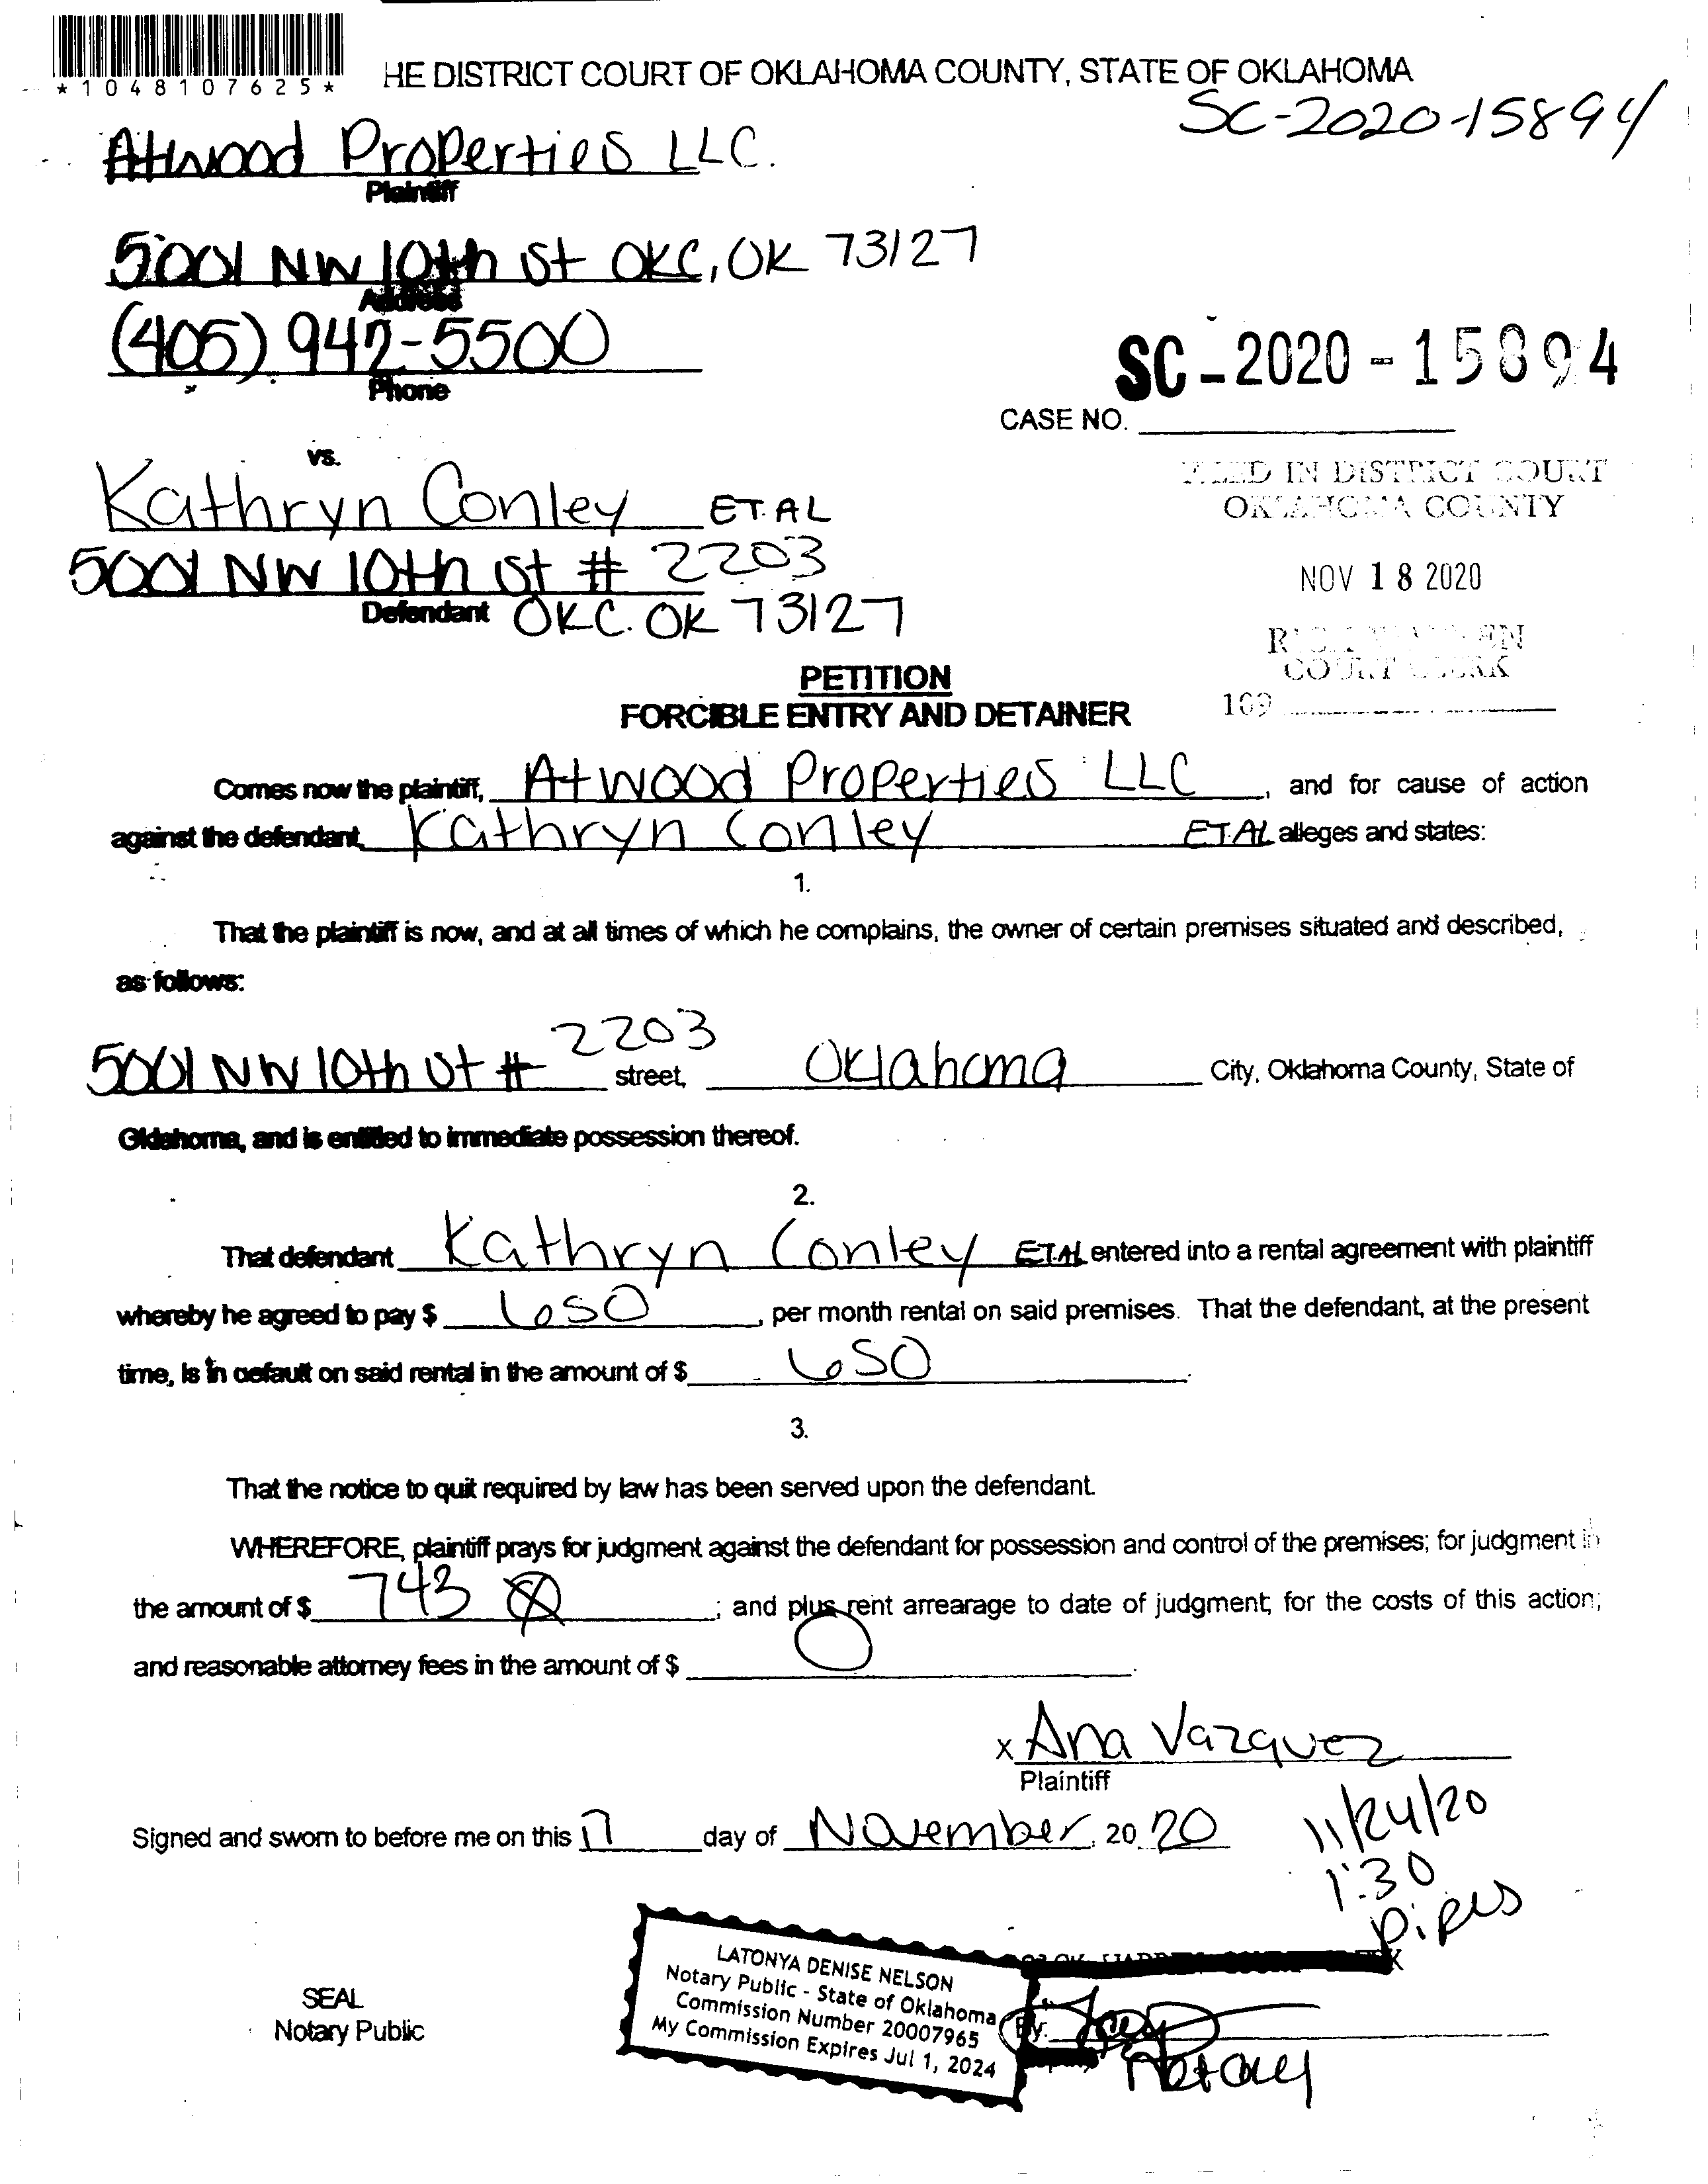 *1048107625*
HE DISTRICT COURT OF OKLAHOMA COUNTY, STATE OF OKLAHOMA
SC-2020-15894
Atwood Properties LLC.
Plaintiff
5001 NW 10th St OKC, OK 73127
Address
(405) 942-5500
Phone
SC-2020-15894
CASE NO.
vs.
Kathryn Conley ET.AL
5001 NW 10th St # 2203
Defendant OKC. OK 73127
FILED IN DISTRICT COURT
OKLAHOMA COUNTY
NOV 18 2020
COURT CLERK
109
PETITION
FORCIBLE ENTRY AND DETAINER
Comes now the plaintiff, Atwood Properties LLC, and for cause of action
against the defendant, Kathryn Conley ET.AL alleges and states:
1.
That the plaintiff is now, and at all times of which he complains, the owner of certain premises situated and described,
as follows:
5001 NW 10th St # 2203 street, Oklahoma City, Oklahoma County, State of
Oklahoma, and is entitled to immediate possession thereof.
2.
That defendant Kathryn Conley ET.AL entered into a rental agreement with plaintiff
whereby he agreed to pay $ 650, per month rental on said premises. That the defendant, at the present
time, is in default on said rental in the amount of $ 650.
3.
That the notice to quit required by law has been served upon the defendant.
WHEREFORE, plaintiff prays for judgment against the defendant for possession and control of the premises; for judgment in
the amount of $ 743; and plus rent arrearage to date of judgment; for the costs of this action;
and reasonable attorney fees in the amount of $ 0.
x Ana Vazquez
Plaintiff
Signed and sworn to before me on this 17 day of November, 20 20
11/24/20
1:30
Pipes
LATONYA DENISE NELSON
Notary Public - State of Oklahoma
Commission Number 20007965
My Commission Expires Jul 1, 2024
SEAL
Notary Public
By:
Notary